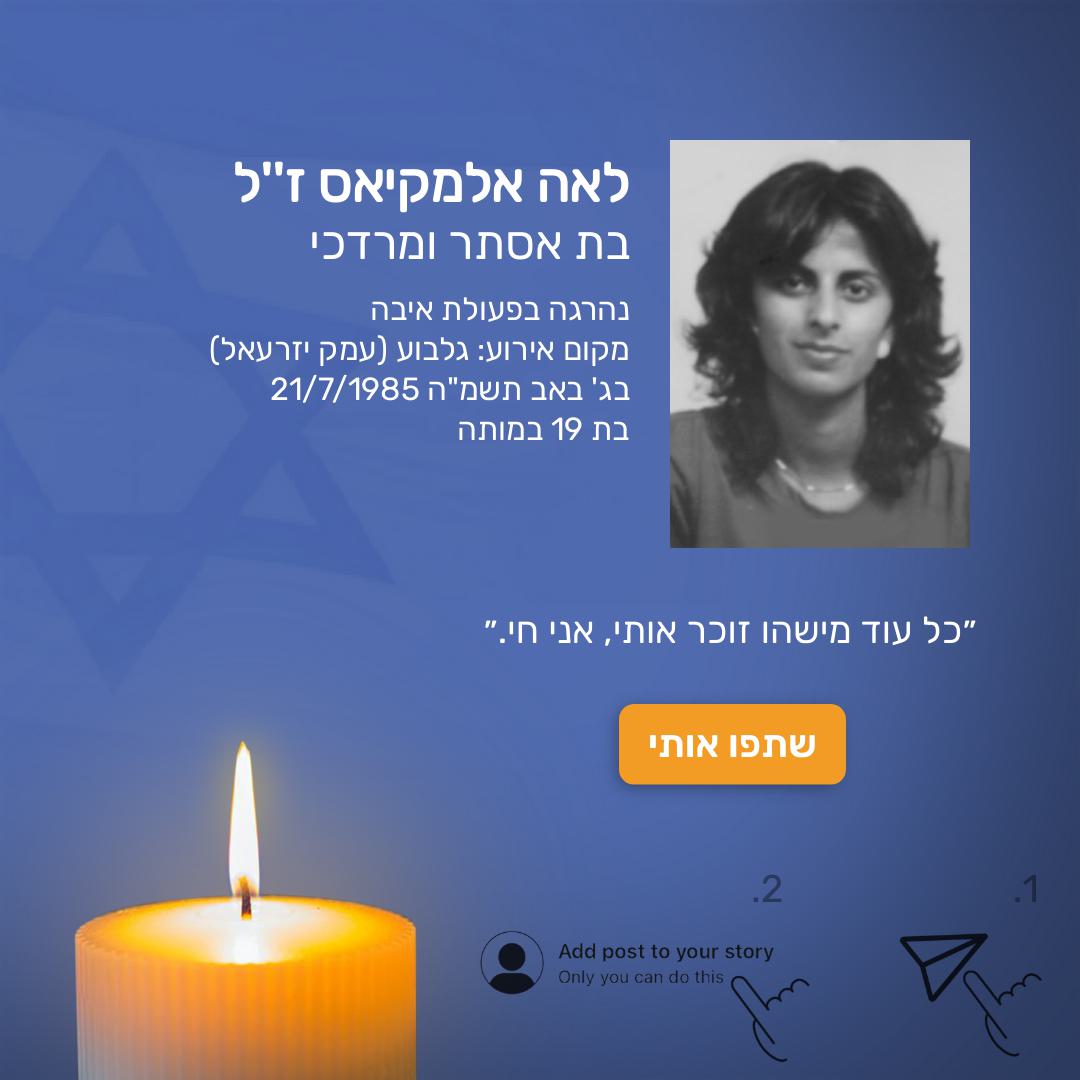 לאה אלמקיאס ז''ל
בת אסתר ומרדכי
נהרגה בפעולת איבה
מקום אירוע: גלבוע (עמק יזרעאל)
בג' באב תשמ"ה 21/7/1985
בת 19 במותה
״כל עוד מישהו זוכר אותי, אני חי.״
שתפו אותי
.1
.2
Add post to your story
Only you can do this